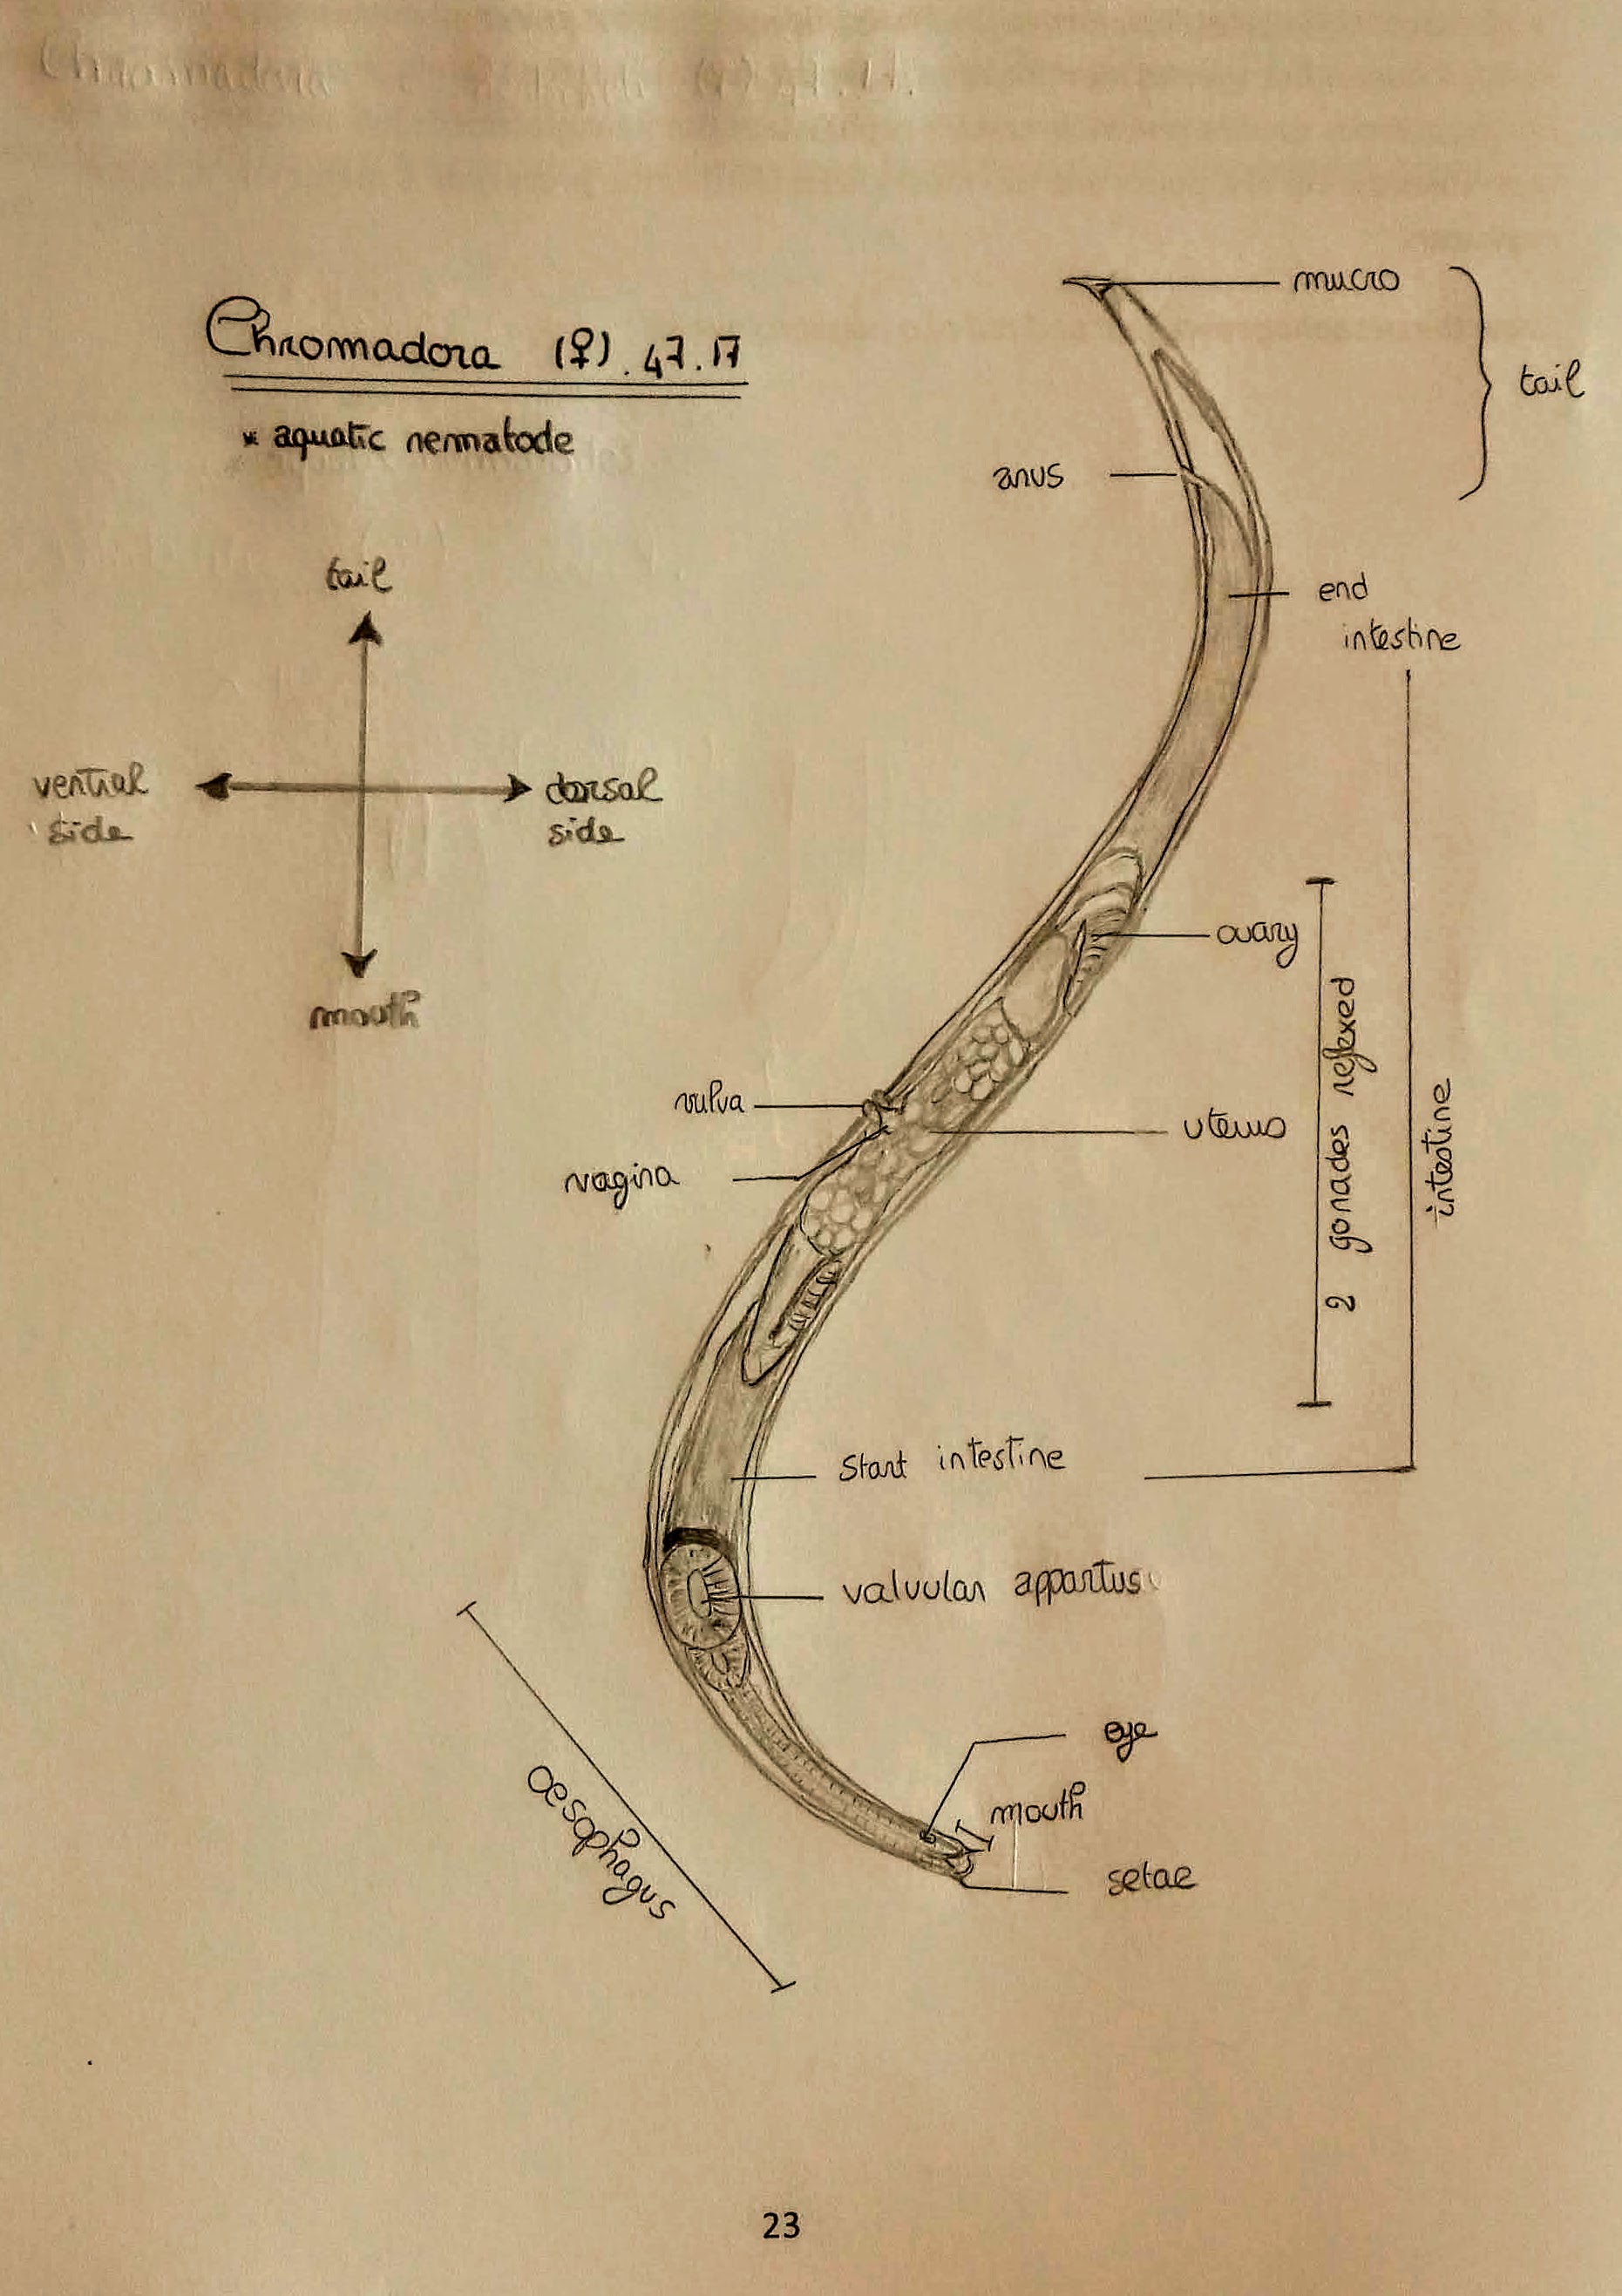 Chromadora (♀). 47.17
* aquatic nematode
mucro
tail
anus
tail
end
intestine
ventral
side
dorsal
side
ovary
mouth
2 gonades reflexed
intestine
vulva
uterus
vagina
Start intestine
valvular appartus
oesophagus
eye
mouth
setae
23